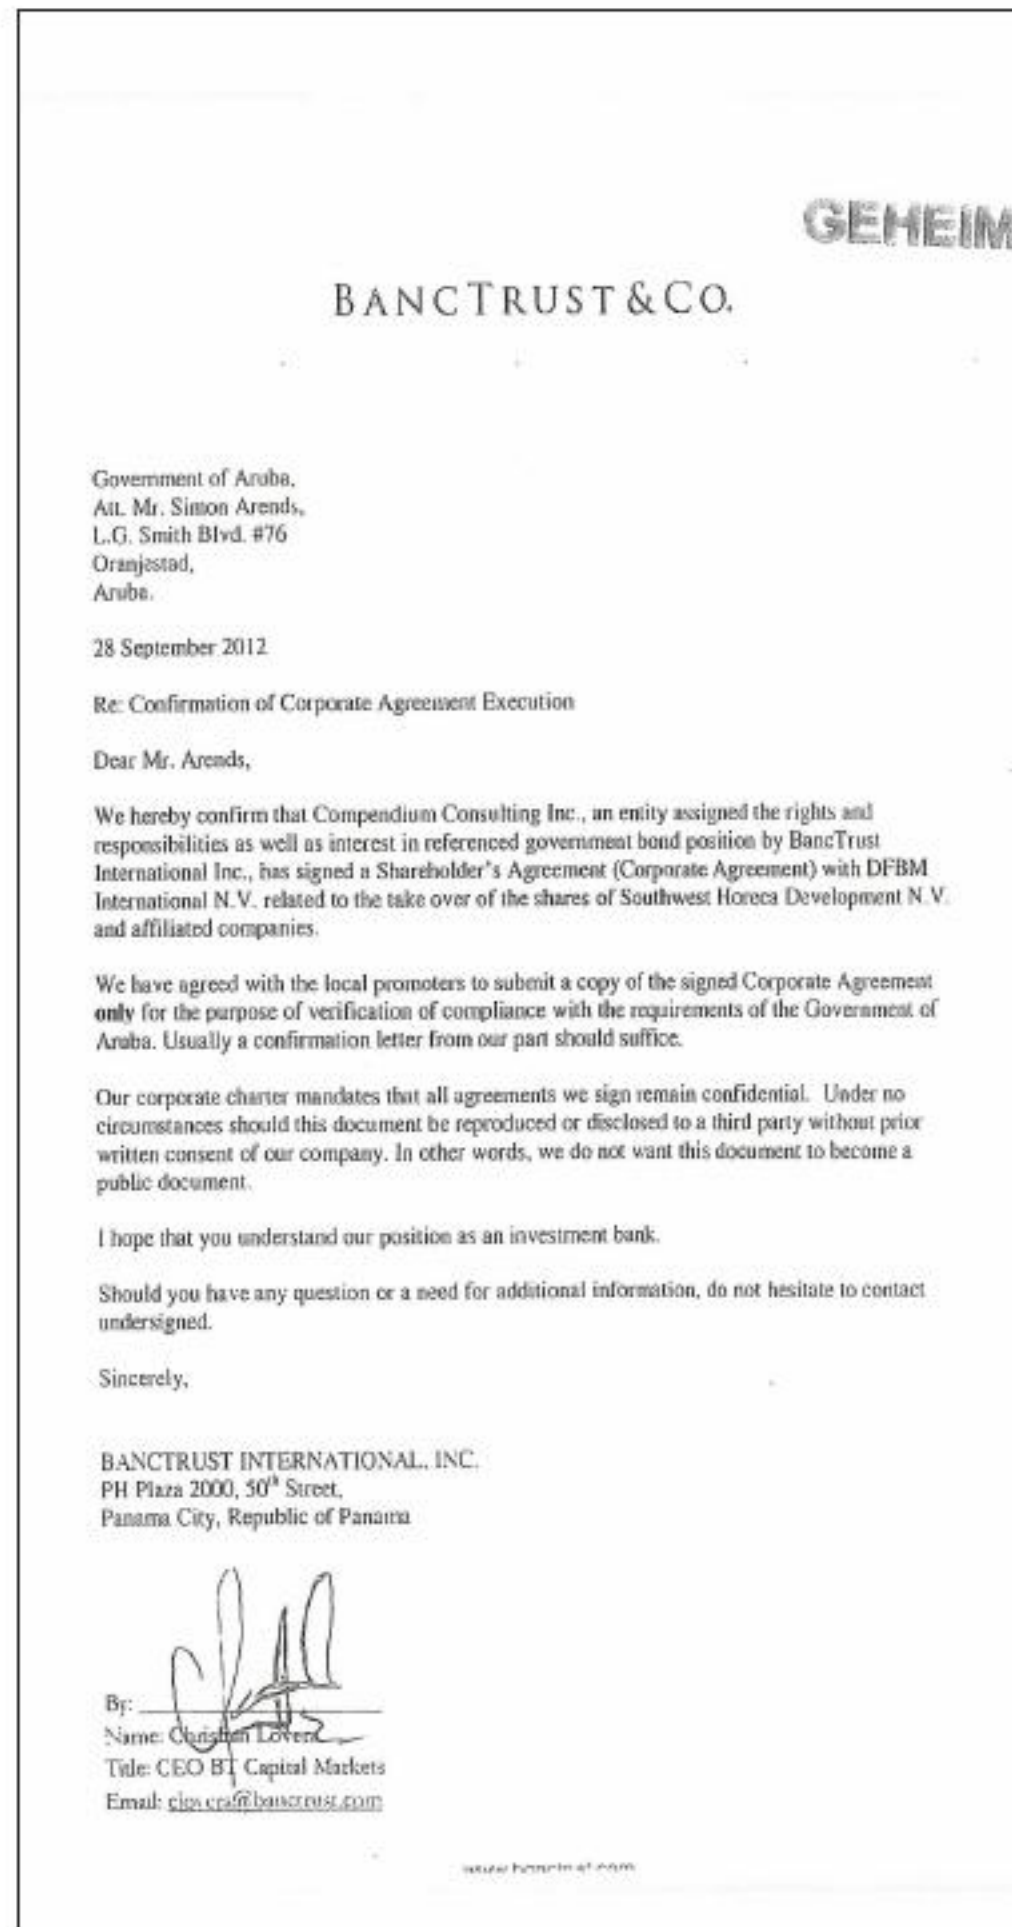 GEHEIM
BANCTRUST & CO.
Government of Aruba,
Att. Mr. Simon Arends,
L.G. Smith Blvd. #76
Oranjestad,
Aruba.
28 September 2012
Re: Confirmation of Corporate Agreement Execution
Dear Mr. Arends,
We hereby confirm that Compendium Consulting Inc., an entity assigned the rights and
responsibilities as well as interest in referenced government bond position by BancTrust
International Inc., has signed a Shareholder's Agreement (Corporate Agreement) with DFBM
International N.V. related to the take over of the shares of Southwest Horeca Development N.V.
and affiliated companies.
We have agreed with the local promoters to submit a copy of the signed Corporate Agreement
only for the purpose of verification of compliance with the requirements of the Government of
Aruba. Usually a confirmation letter from our part should suffice.
Our corporate charter mandates that all agreements we sign remain confidential. Under no
circumstances should this document be reproduced or disclosed to a third party without prior
written consent of our company. In other words, we do not want this document to become a
public document.
I hope that you understand our position as an investment bank.
Should you have any question or a need for additional information, do not hesitate to contact
undersigned.
Sincerely,
BANCTRUST INTERNATIONAL, INC.
PH Plaza 2000, 50th Street,
Panama City, Republic of Panama
By:
Name: Christian Lovera
Title: CEO BT Capital Markets
Email: clovera@banctrust.com
www.banctrust.com